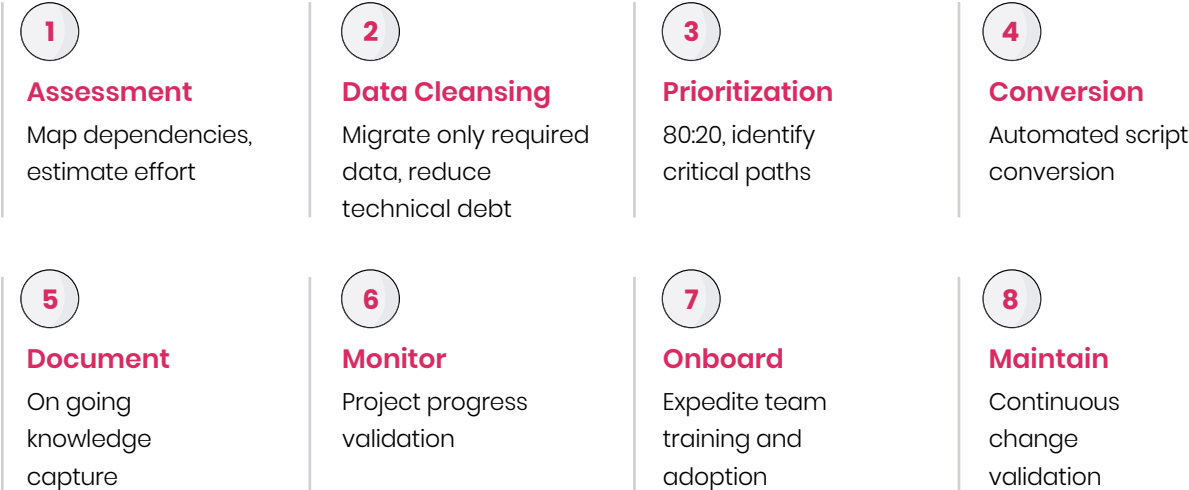 1
Assessment
Map dependencies,
estimate effort
2
Data Cleansing
Migrate only required
data, reduce
technical debt
3
Prioritization
80:20, identify
critical paths
4
Conversion
Automated script
conversion
5
Document
On going
knowledge
capture
6
Monitor
Project progress
validation
7
Onboard
Expedite team
training and
adoption
8
Maintain
Continuous
change
validation